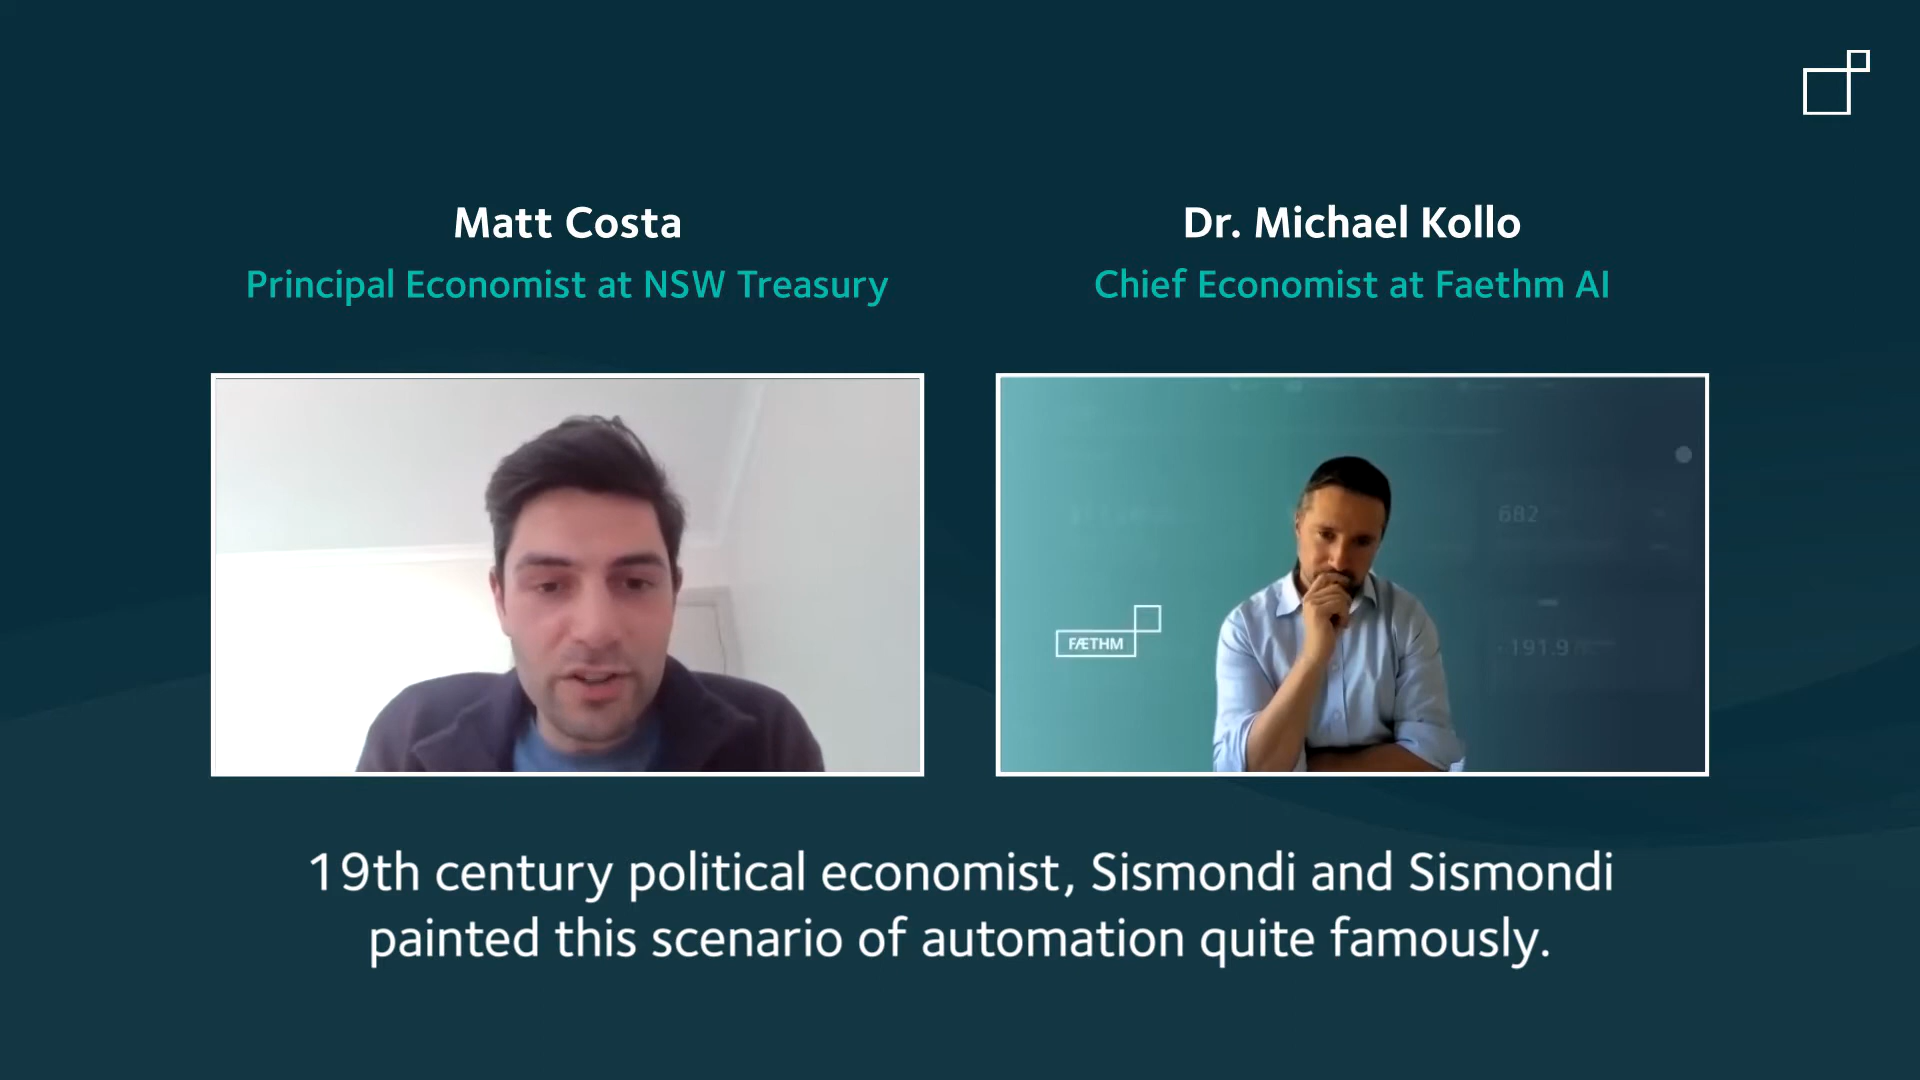 Matt Costa
Principal Economist at NSW Treasury
Dr. Michael Kollo
Chief Economist at Faethm AI
682
FÆTHM
-191.9
19th century political economist, Sismondi and Sismondi
painted this scenario of automation quite famously.